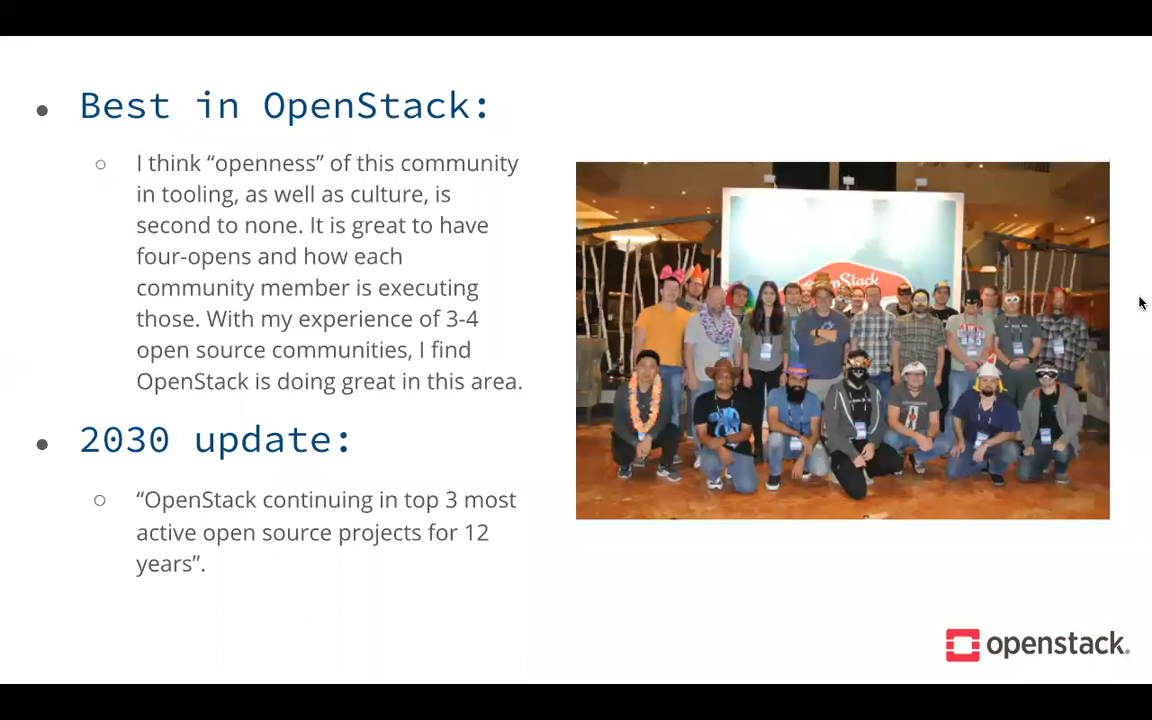 Best in OpenStack:
I think “openness” of this community
in tooling, as well as culture, is
second to none. It is great to have
four-opens and how each
community member is executing
those. With my experience of 3-4
open source communities, I find
OpenStack is doing great in this area.
2030 update:
“OpenStack continuing in top 3 most
active open source projects for 12
years”.
openstack.